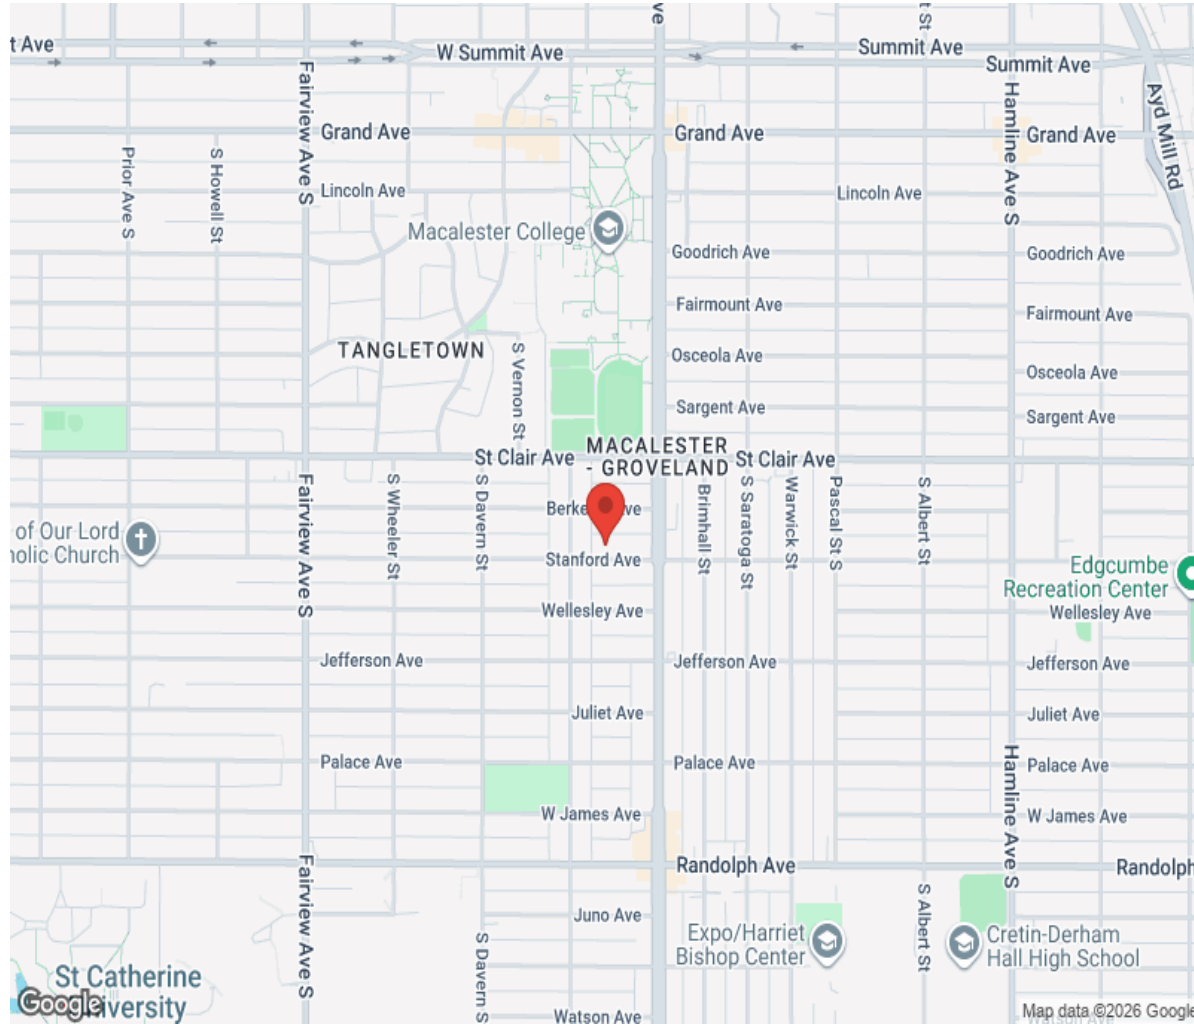 t Ave
ve
t St
W Summit Ave
Summit Ave
Summit Ave
Fairview Ave S
Grand Ave
Grand Ave
Grand Ave
Hamline Ave S
Ayd Mill Rd
Prior Ave S
S Howell St
Lincoln Ave
Lincoln Ave
Macalester College
Goodrich Ave
Goodrich Ave
Fairmount Ave
Fairmount Ave
TANGLETOWN
S Vernon St
Osceola Ave
Osceola Ave
Sargent Ave
Sargent Ave
MACALESTER
- GROVELAND
St Clair Ave
St Clair Ave
Fairview Ave S
S Wheeler St
S Davern St
Brimhall St
S Saratoga St
Warwick St
Pascal St S
S Albert St
Berke
ve
of Our Lord
holic Church
Stanford Ave
Edgcumbe
Recreation Center
Wellesley Ave
Wellesley Ave
Jefferson Ave
Jefferson Ave
Jefferson Ave
Juliet Ave
Juliet Ave
Palace Ave
Palace Ave
Palace Ave
Hamline Ave S
W James Ave
W James Ave
Randolph Ave
Randolph
Fairview Ave S
S Davern S
Juno Ave
S Albert St
Expo/Harriet
Bishop Center
Cretin-Derham
Hall High School
St Catherine
University
Google
Watson Ave
Watson Ave
Map data ©2026 Google